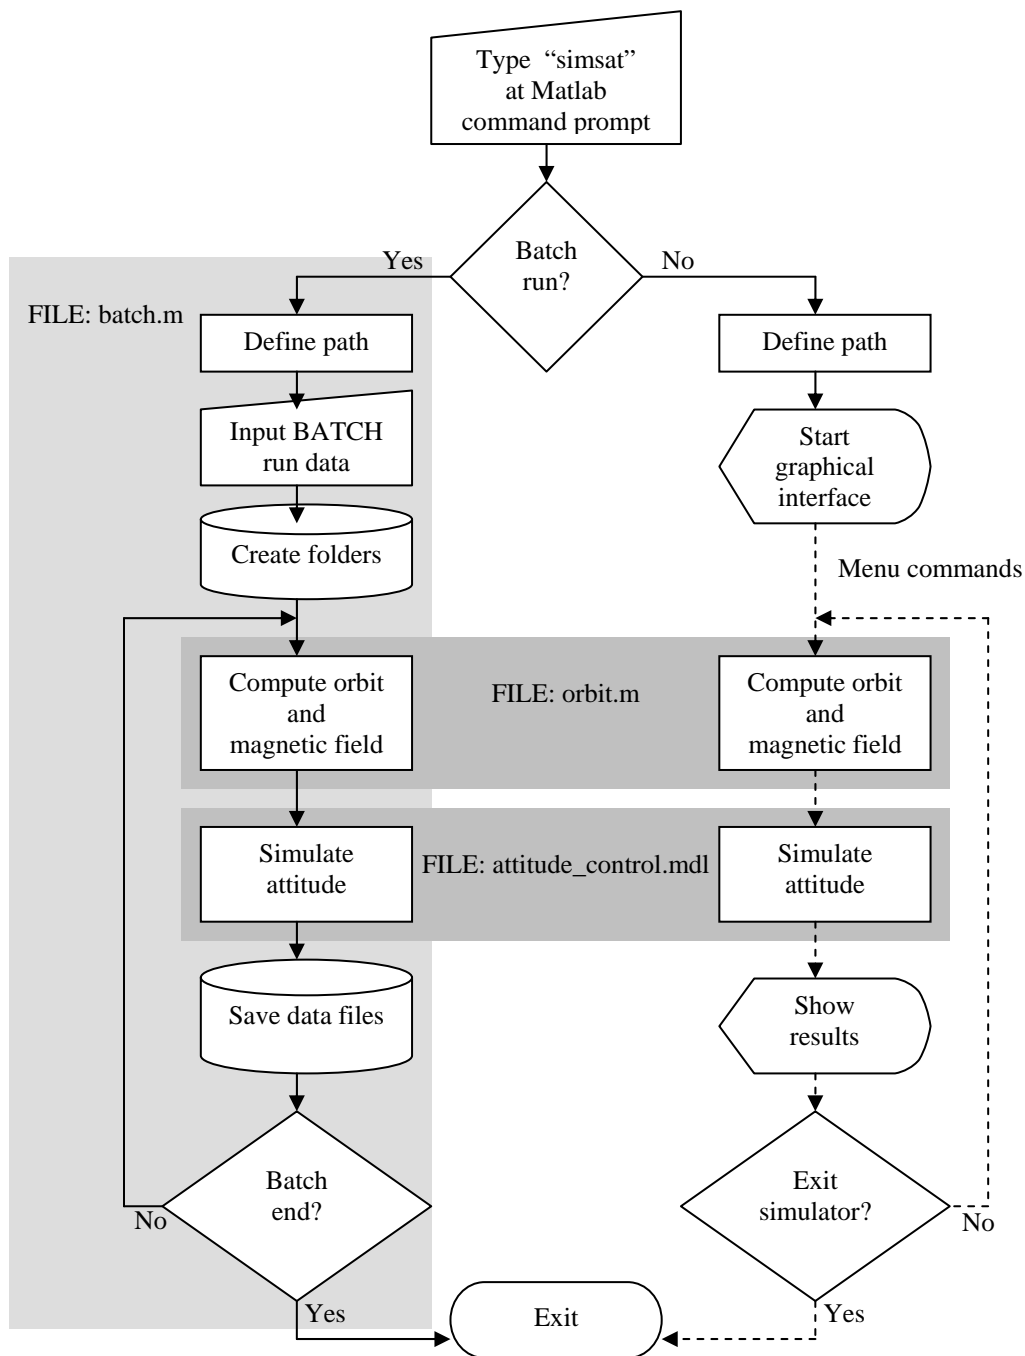 Type “simsat”
at Matlab
command prompt
Batch
run?
Yes
No
FILE: batch.m
Define path
Define path
Input BATCH
run data
Start
graphical
interface
Create folders
Menu commands
Compute orbit
and
magnetic field
FILE: orbit.m
Compute orbit
and
magnetic field
Simulate
attitude
FILE: attitude_control.mdl
Simulate
attitude
Save data files
Show
results
Batch
end?
No
Exit
simulator?
No
Yes
Exit
Yes